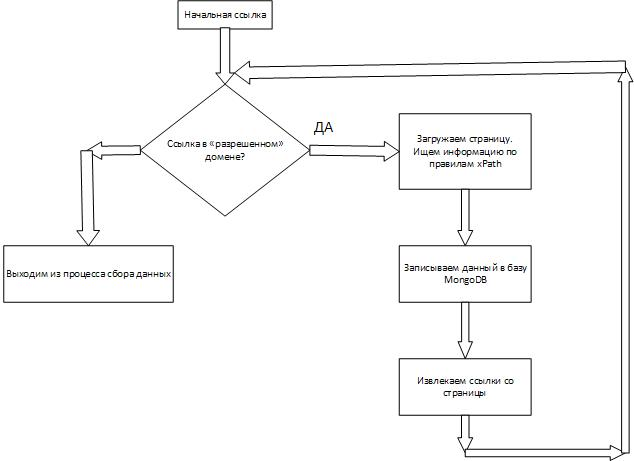 Начальная ссылка
Ссылка в «разрешенном»
домене?
ДА
Загружаем страницу.
Ищем информацию по
правилам xPath
Выходим из процесса сбора данных
Записываем данный в базу
MongoDB
Извлекаем ссылки со
страницы